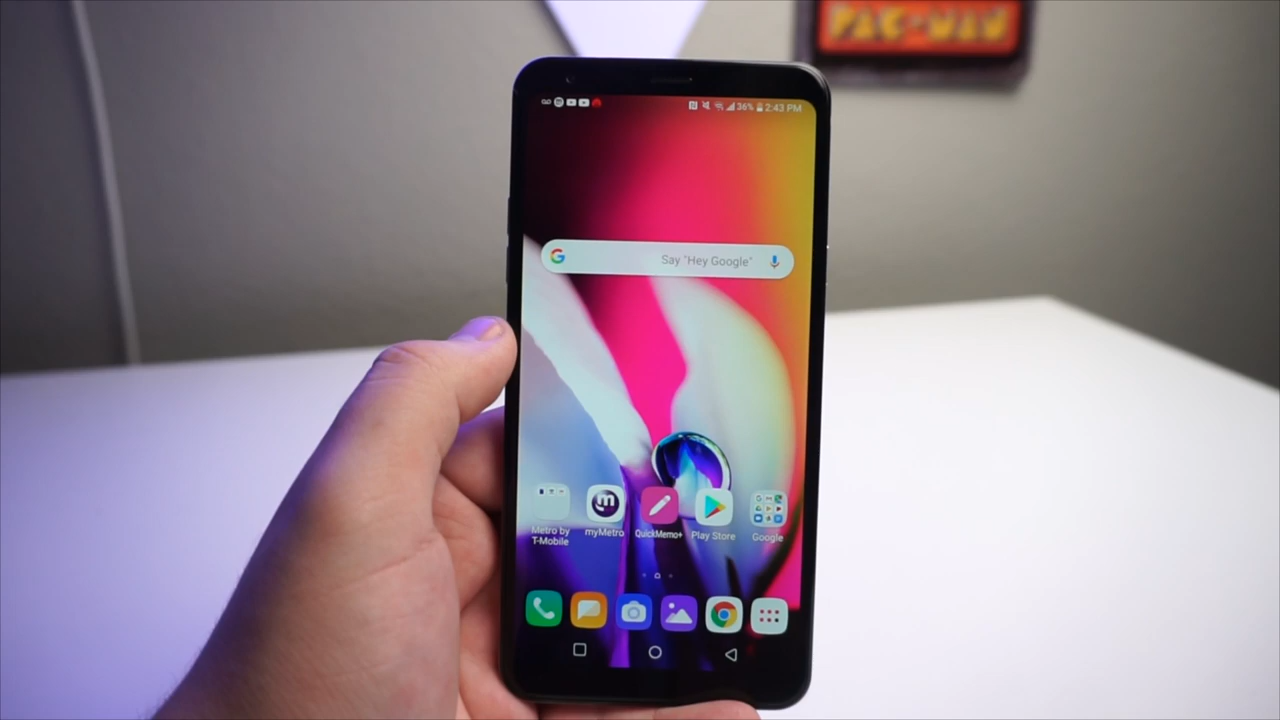 PAC-MAN
36% 2:43 PM
Say "Hey Google"
Metro by
T-Mobile
myMetro
QuickMemo+
Play Store
Google